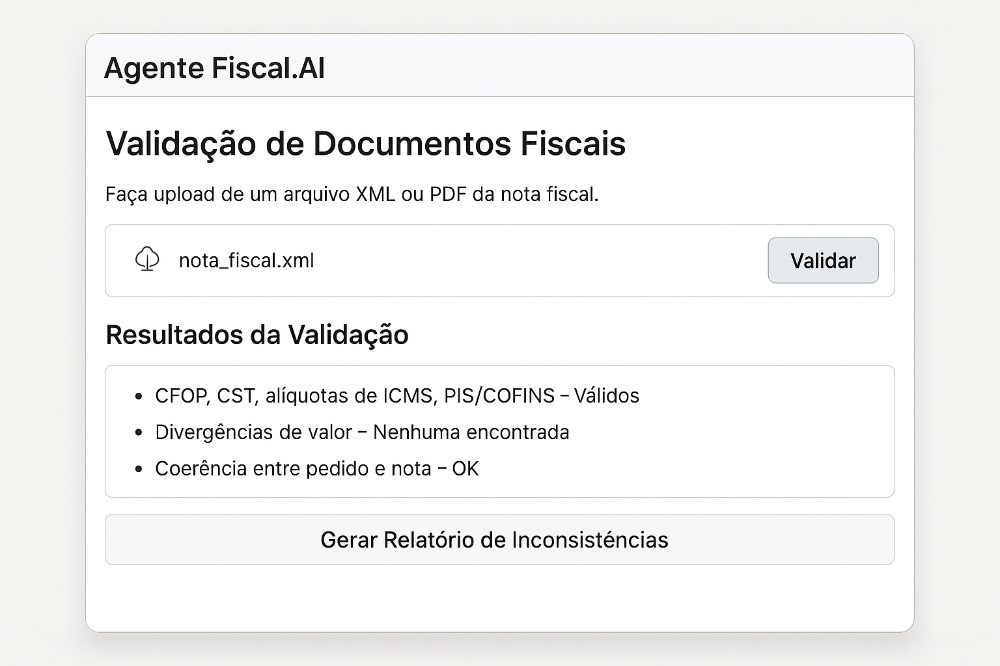 Agente Fiscal.AI
Validação de Documentos Fiscais
Faça upload de um arquivo XML ou PDF da nota fiscal.
nota_fiscal.xml
Validar
Resultados da Validação
• CFOP, CST, alíquotas de ICMS, PIS/COFINS – Válidos
• Divergências de valor – Nenhuma encontrada
• Coerência entre pedido e nota – OK
Gerar Relatório de Inconsisténcias